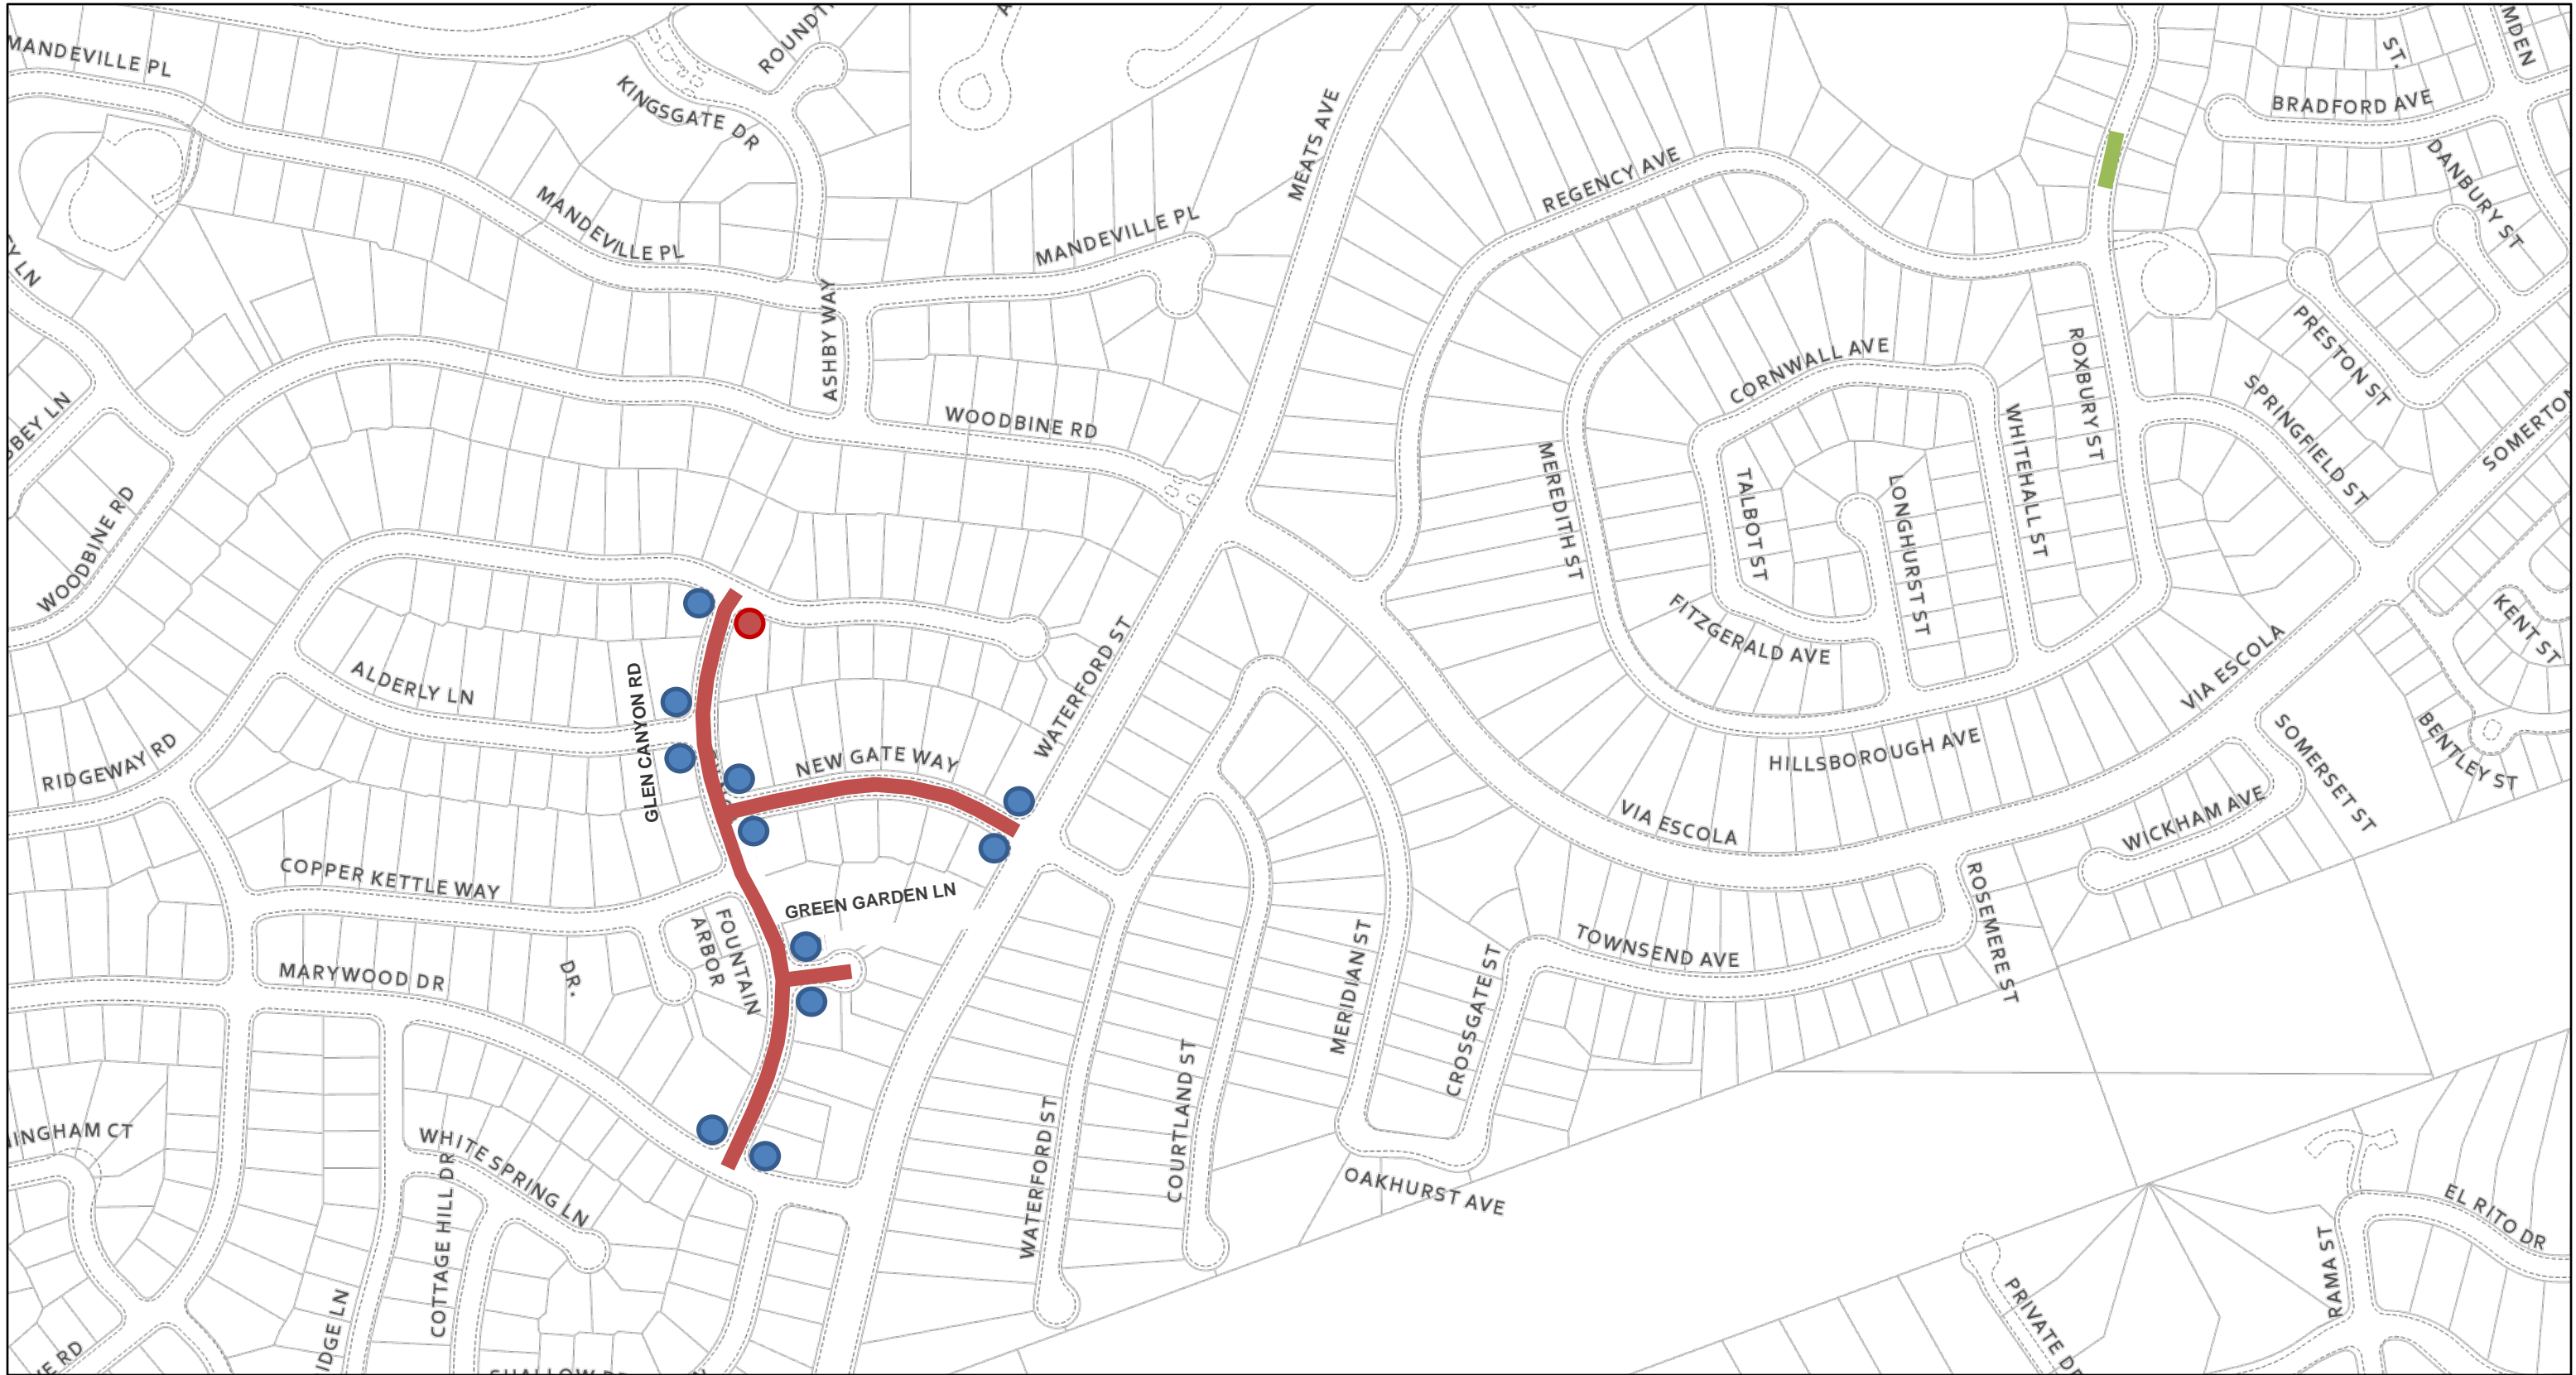 MANDEVILLE PL
KINGSGATE DR
MANDEVILLE PL
MANDEVILLE PL
MEATS AVE
REGENCY AVE
ST.
BRADFORD AVE
DANBURY ST
ASHBY WAY
WOODBINE RD
CORNWALL AVE
ROXBURY ST
PRESTON ST
SPRINGFIELD ST
WOODBINE RD
MEREDITH ST
TALBOT ST
LONGHURST ST
WHITEHALL ST
FITZGERALD AVE
KENT ST
ALDERLY LN
GLEN CANYON RD
WATERFORD ST
VIA ESCOLA
RIDGEWAY RD
NEW GATE WAY
HILLSBOROUGH AVE
SOMERSET ST
BENTLEY ST
VIA ESCOLA
WICKHAM AVE
COPPER KETTLE WAY
GREEN GARDEN LN
FOUNTAIN
ARBOR
ROSEMERE ST
TOWNSEND AVE
MARYWOOD DR
DR.
MERIDIAN ST
CROSSGATE ST
COURTLAND ST
WATERFORD ST
WHITE SPRING LN
COTTAGE HILL DR
OAKHURST AVE
EL RITO DR
RAMA ST